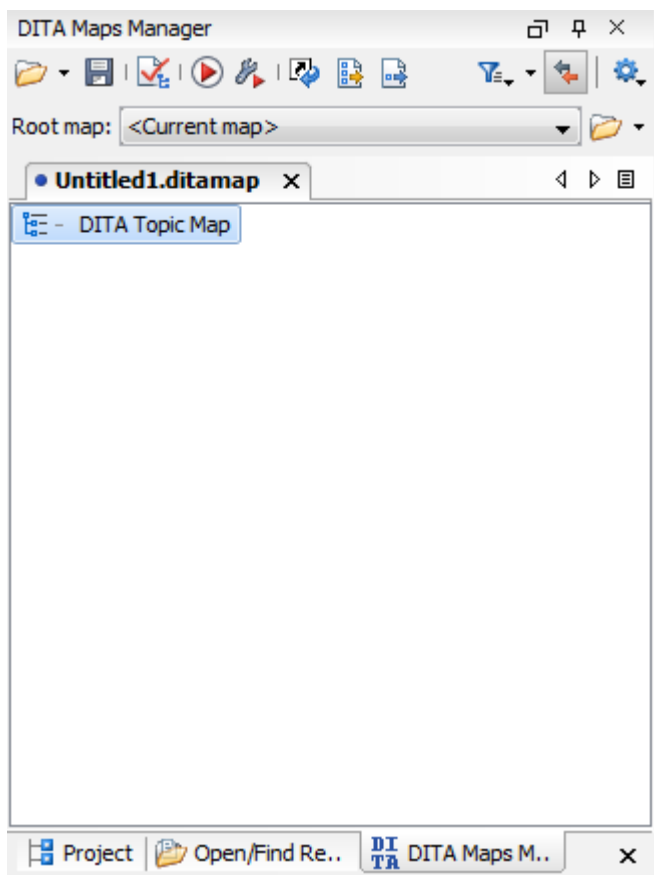 DITA Maps Manager
Root map: <Current map>
Untitled1.ditamap
DITA Topic Map
Project Open/Find Re.. DITA DITA Maps M..